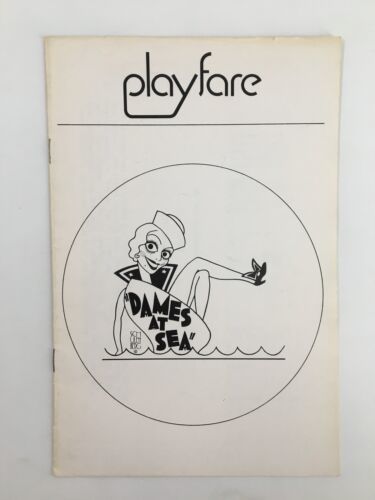 playfare
"DAMES
AT
SEA"